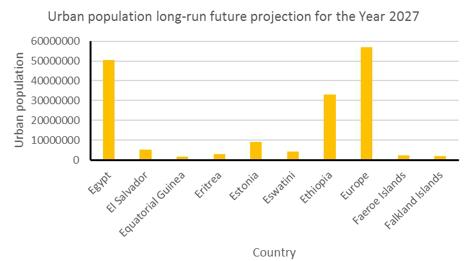 Urban population long-run future projection for the Year 2027
Urban population
60000000
50000000
40000000
30000000
20000000
10000000
0
Egypt
El Salvador
Equatorial Guinea
Eritrea
Estonia
Eswatini
Ethiopia
Europe
Faeroe Islands
Falkland Islands
Country